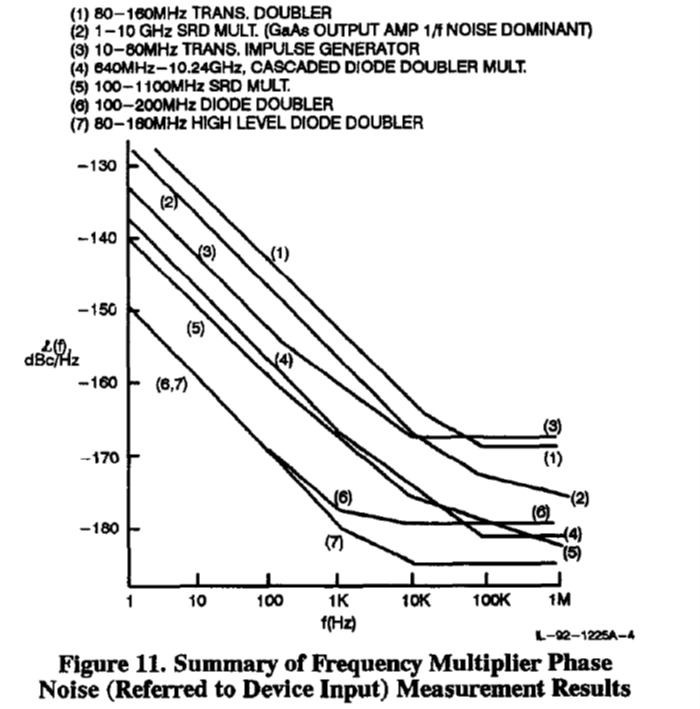 (1) 80-160MHz TRANS. DOUBLER
(2) 1-10 GHz SRD MULT. (GaAs OUTPUT AMP 1/f NOISE DOMINANT)
(3) 10-80MHz TRANS. IMPULSE GENERATOR
(4) 640MHz-10.24GHz, CASCADED DIODE DOUBLER MULT.
(5) 100-1100MHz SRD MULT.
(6) 100-200MHz DIODE DOUBLER
(7) 80-160MHz HIGH LEVEL DIODE DOUBLER
-130
(2)
-140
(3)
(1)
-150
(5)
ℒ(f),
dBc/Hz
(4)
-160
(6,7)
(3)
-170
(1)
(6)
(2)
(6)
-180
(7)
(4)
(5)
1 10 100 1K 10K 100K 1M
f(Hz)
IL-92-1225A-4
Figure 11. Summary of Frequency Multiplier Phase
Noise (Referred to Device Input) Measurement Results